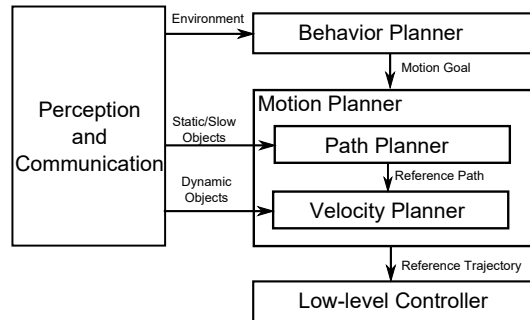 Environment
Behavior Planner
Motion Goal
Perception
and
Communication
Motion Planner
Static/Slow
Objects
Path Planner
Reference Path
Dynamic
Objects
Velocity Planner
Reference Trajectory
Low-level Controller